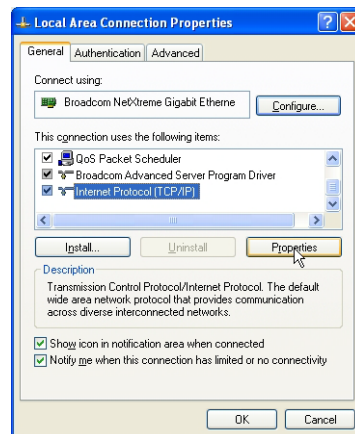 Local Area Connection Properties
General Authentication Advanced
Connect using:
Broadcom NetXtreme Gigabit Etherne Configure...
This connection uses the following items:
QoS Packet Scheduler
Broadcom Advanced Server Program Driver
Internet Protocol (TCP/IP)
Install... Uninstall Properties
Description
Transmission Control Protocol/Internet Protocol. The default
wide area network protocol that provides communication
across diverse interconnected networks.
Show icon in notification area when connected
Notify me when this connection has limited or no connectivity
OK Cancel